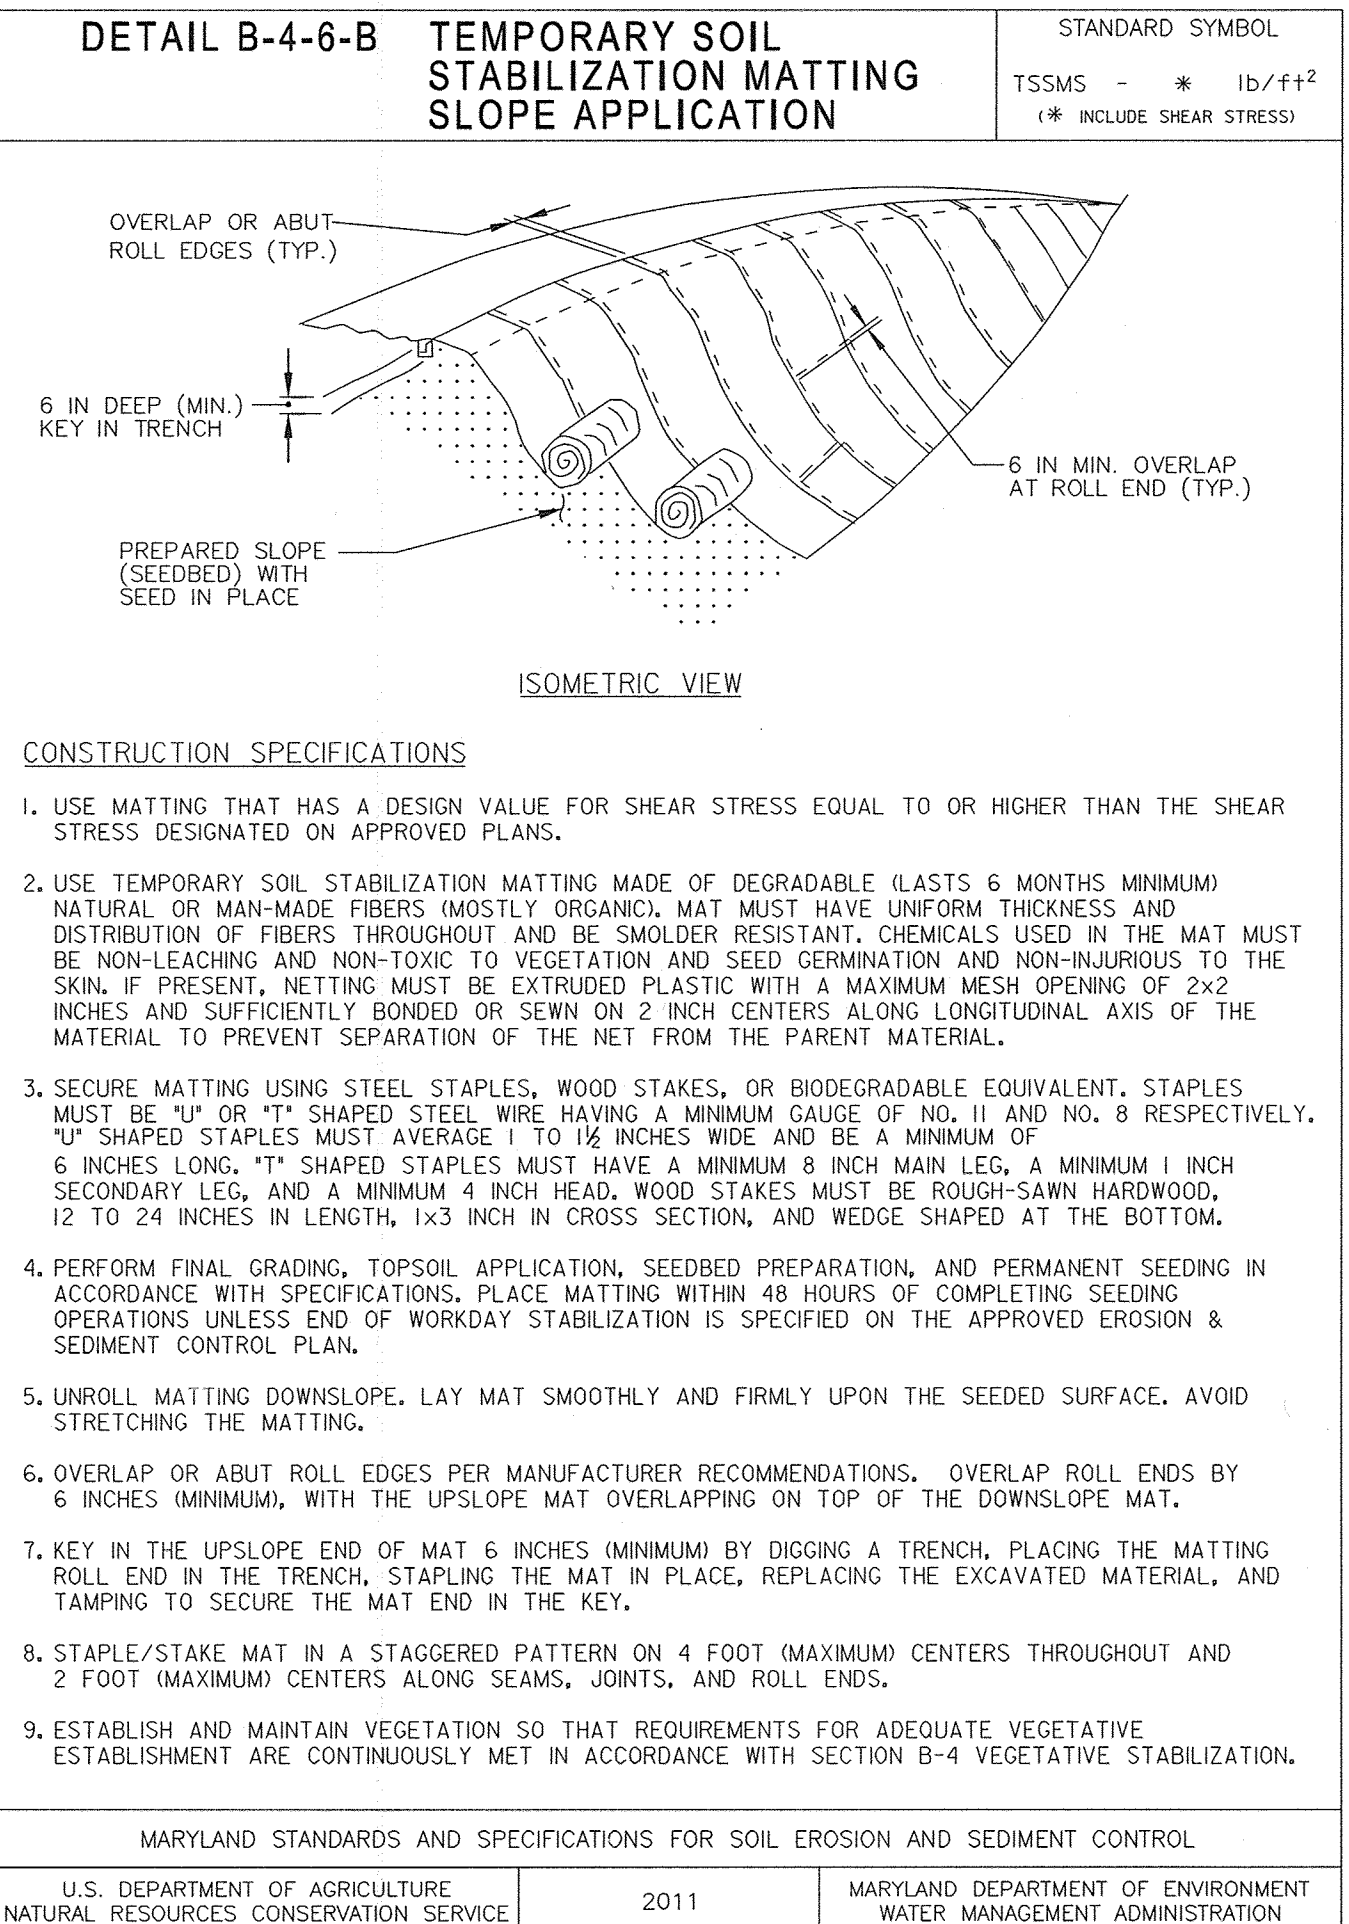 DETAIL B-4-6-B TEMPORARY SOIL
STABILIZATION MATTING
SLOPE APPLICATION
STANDARD SYMBOL
TSSMS - * lb/ft²
(* INCLUDE SHEAR STRESS)
OVERLAP OR ABUT
ROLL EDGES (TYP.)
6 IN DEEP (MIN.)
KEY IN TRENCH
6 IN MIN. OVERLAP
AT ROLL END (TYP.)
PREPARED SLOPE
(SEEDBED) WITH
SEED IN PLACE
ISOMETRIC VIEW
CONSTRUCTION SPECIFICATIONS
1. USE MATTING THAT HAS A DESIGN VALUE FOR SHEAR STRESS EQUAL TO OR HIGHER THAN THE SHEAR
STRESS DESIGNATED ON APPROVED PLANS.
2. USE TEMPORARY SOIL STABILIZATION MATTING MADE OF DEGRADABLE (LASTS 6 MONTHS MINIMUM)
NATURAL OR MAN-MADE FIBERS (MOSTLY ORGANIC). MAT MUST HAVE UNIFORM THICKNESS AND
DISTRIBUTION OF FIBERS THROUGHOUT AND BE SMOLDER RESISTANT. CHEMICALS USED IN THE MAT MUST
BE NON-LEACHING AND NON-TOXIC TO VEGETATION AND SEED GERMINATION AND NON-INJURIOUS TO THE
SKIN. IF PRESENT, NETTING MUST BE EXTRUDED PLASTIC WITH A MAXIMUM MESH OPENING OF 2x2
INCHES AND SUFFICIENTLY BONDED OR SEWN ON 2 INCH CENTERS ALONG LONGITUDINAL AXIS OF THE
MATERIAL TO PREVENT SEPARATION OF THE NET FROM THE PARENT MATERIAL.
3. SECURE MATTING USING STEEL STAPLES, WOOD STAKES, OR BIODEGRADABLE EQUIVALENT. STAPLES
MUST BE "U" OR "T" SHAPED STEEL WIRE HAVING A MINIMUM GAUGE OF NO. 11 AND NO. 8 RESPECTIVELY.
"U" SHAPED STAPLES MUST AVERAGE 1 TO 1½ INCHES WIDE AND BE A MINIMUM OF
6 INCHES LONG. "T" SHAPED STAPLES MUST HAVE A MINIMUM 8 INCH MAIN LEG, A MINIMUM 1 INCH
SECONDARY LEG, AND A MINIMUM 4 INCH HEAD. WOOD STAKES MUST BE ROUGH-SAWN HARDWOOD,
12 TO 24 INCHES IN LENGTH, 1x3 INCH IN CROSS SECTION, AND WEDGE SHAPED AT THE BOTTOM.
4. PERFORM FINAL GRADING, TOPSOIL APPLICATION, SEEDBED PREPARATION, AND PERMANENT SEEDING IN
ACCORDANCE WITH SPECIFICATIONS. PLACE MATTING WITHIN 48 HOURS OF COMPLETING SEEDING
OPERATIONS UNLESS END OF WORKDAY STABILIZATION IS SPECIFIED ON THE APPROVED EROSION &
SEDIMENT CONTROL PLAN.
5. UNROLL MATTING DOWNSLOPE. LAY MAT SMOOTHLY AND FIRMLY UPON THE SEEDED SURFACE. AVOID
STRETCHING THE MATTING.
6. OVERLAP OR ABUT ROLL EDGES PER MANUFACTURER RECOMMENDATIONS. OVERLAP ROLL ENDS BY
6 INCHES (MINIMUM), WITH THE UPSLOPE MAT OVERLAPPING ON TOP OF THE DOWNSLOPE MAT.
7. KEY IN THE UPSLOPE END OF MAT 6 INCHES (MINIMUM) BY DIGGING A TRENCH, PLACING THE MATTING
ROLL END IN THE TRENCH, STAPLING THE MAT IN PLACE, REPLACING THE EXCAVATED MATERIAL, AND
TAMPING TO SECURE THE MAT END IN THE KEY.
8. STAPLE/STAKE MAT IN A STAGGERED PATTERN ON 4 FOOT (MAXIMUM) CENTERS THROUGHOUT AND
2 FOOT (MAXIMUM) CENTERS ALONG SEAMS, JOINTS, AND ROLL ENDS.
9. ESTABLISH AND MAINTAIN VEGETATION SO THAT REQUIREMENTS FOR ADEQUATE VEGETATIVE
ESTABLISHMENT ARE CONTINUOUSLY MET IN ACCORDANCE WITH SECTION B-4 VEGETATIVE STABILIZATION.
MARYLAND STANDARDS AND SPECIFICATIONS FOR SOIL EROSION AND SEDIMENT CONTROL
U.S. DEPARTMENT OF AGRICULTURE
NATURAL RESOURCES CONSERVATION SERVICE
2011
MARYLAND DEPARTMENT OF ENVIRONMENT
WATER MANAGEMENT ADMINISTRATION